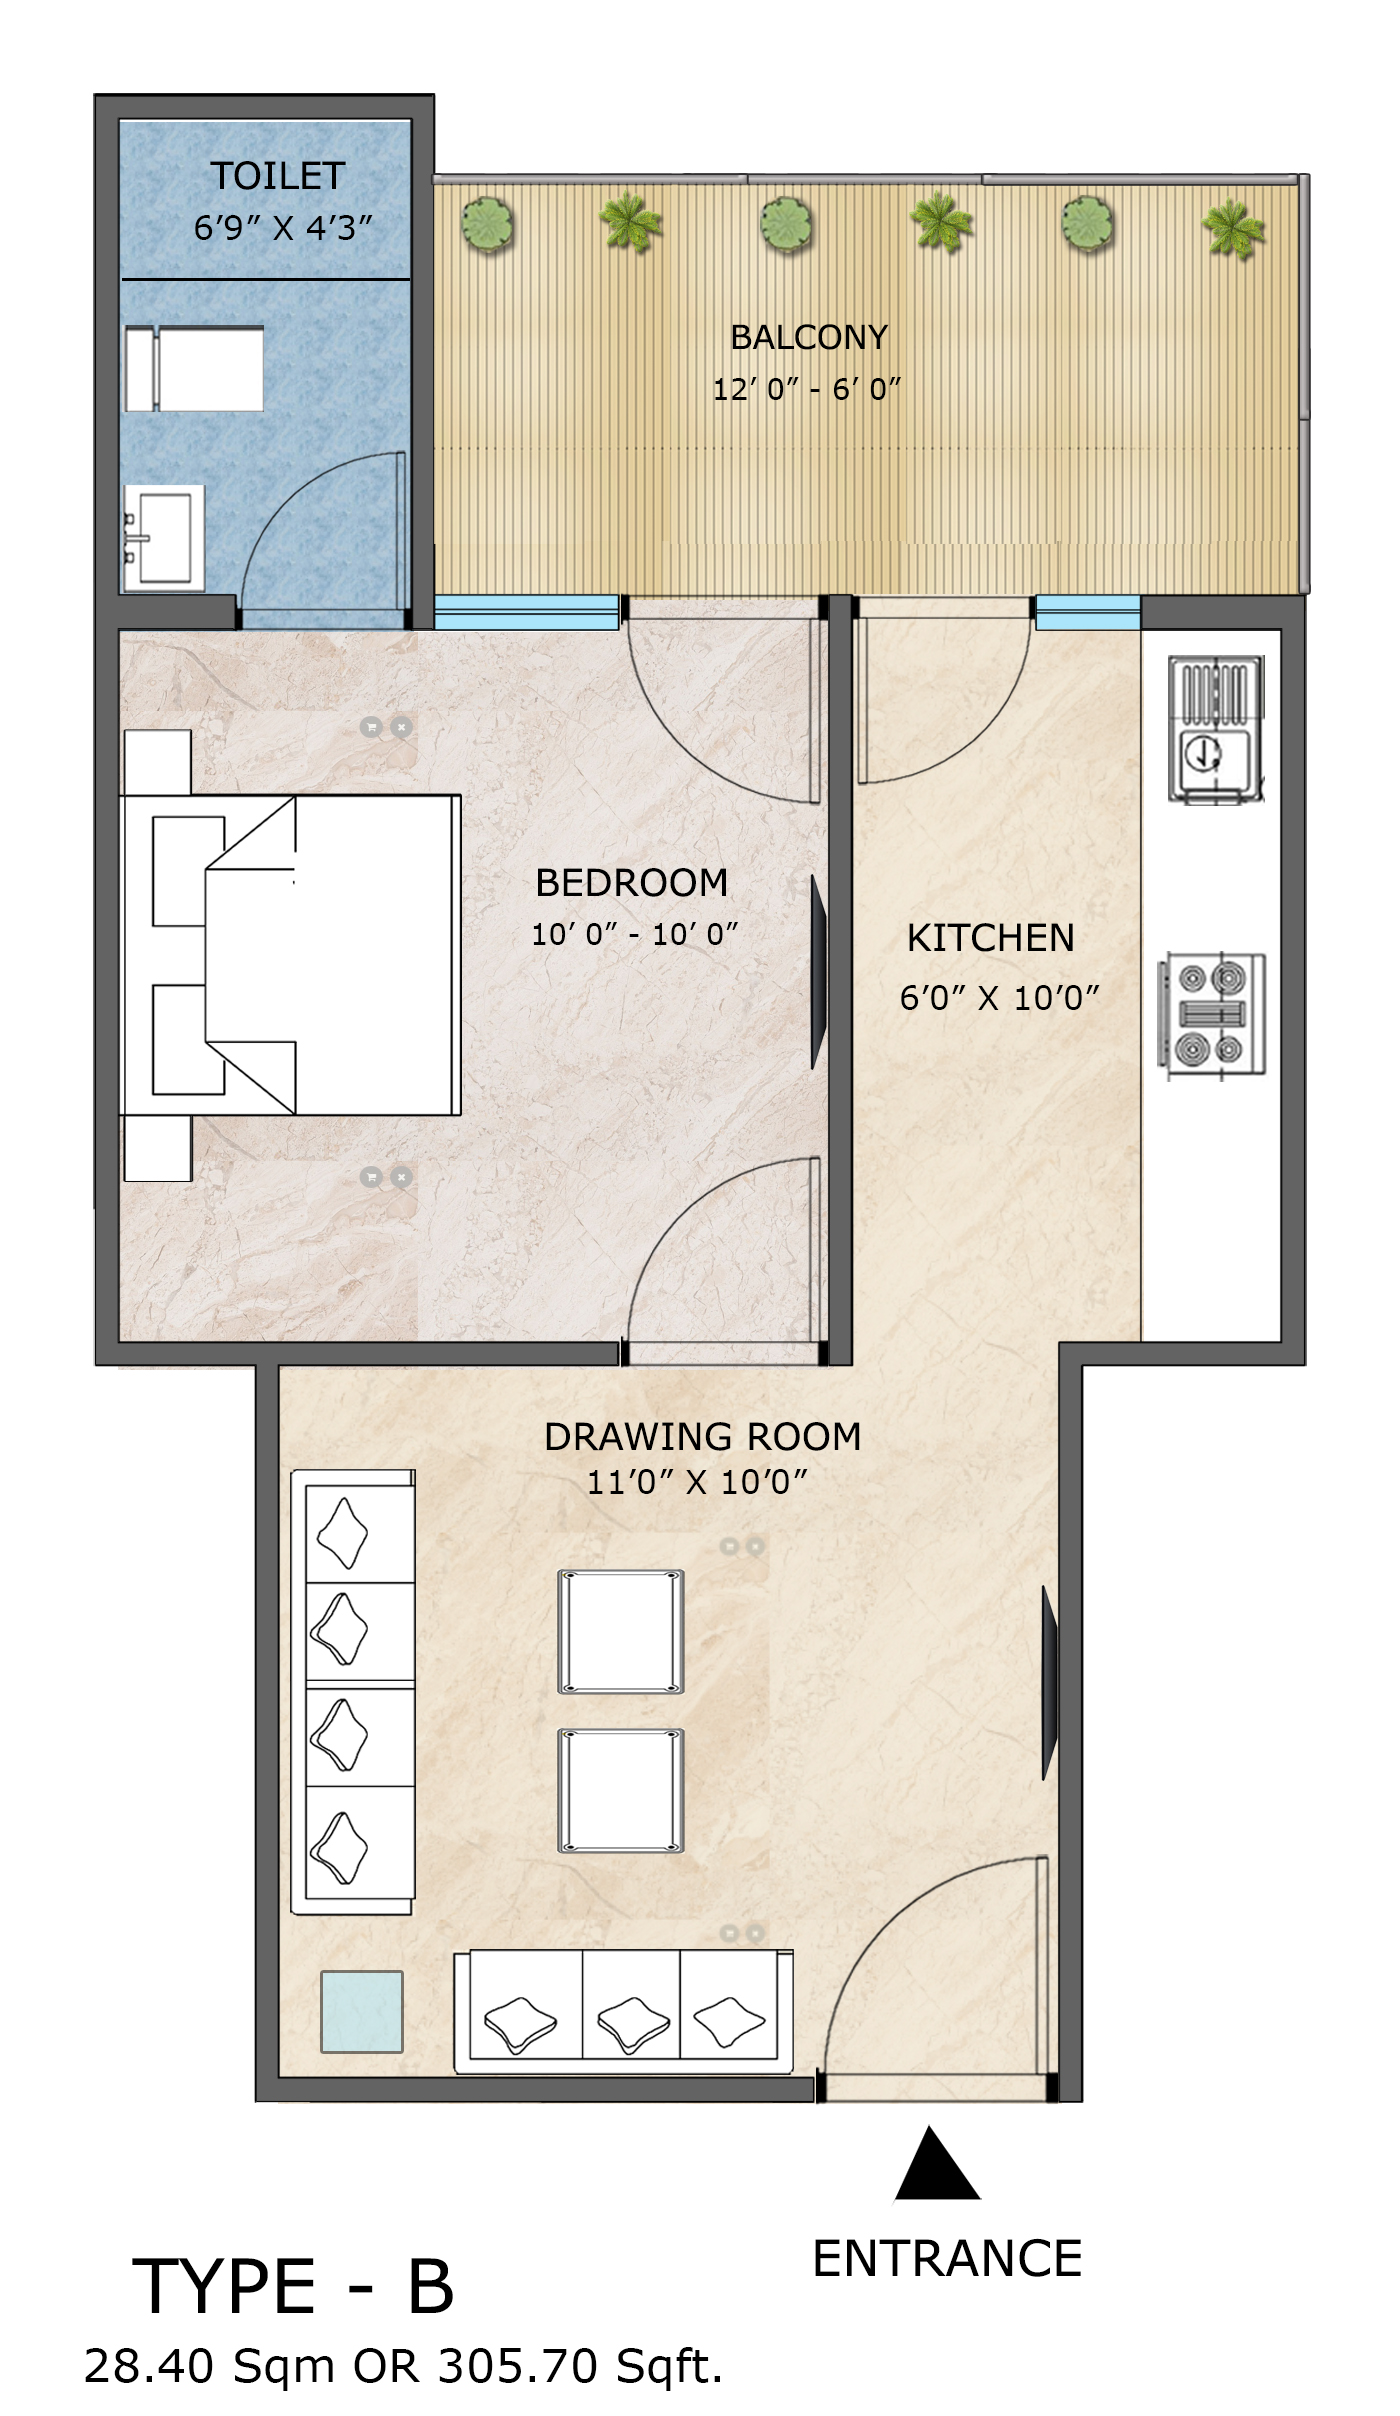 TOILET
6’9” X 4’3”
BALCONY
12’ 0” - 6’ 0”
BEDROOM
10’ 0” - 10’ 0”
KITCHEN
6’0” X 10’0”
DRAWING ROOM
11’0” X 10’0”
ENTRANCE
TYPE - B
28.40 Sqm OR 305.70 Sqft.